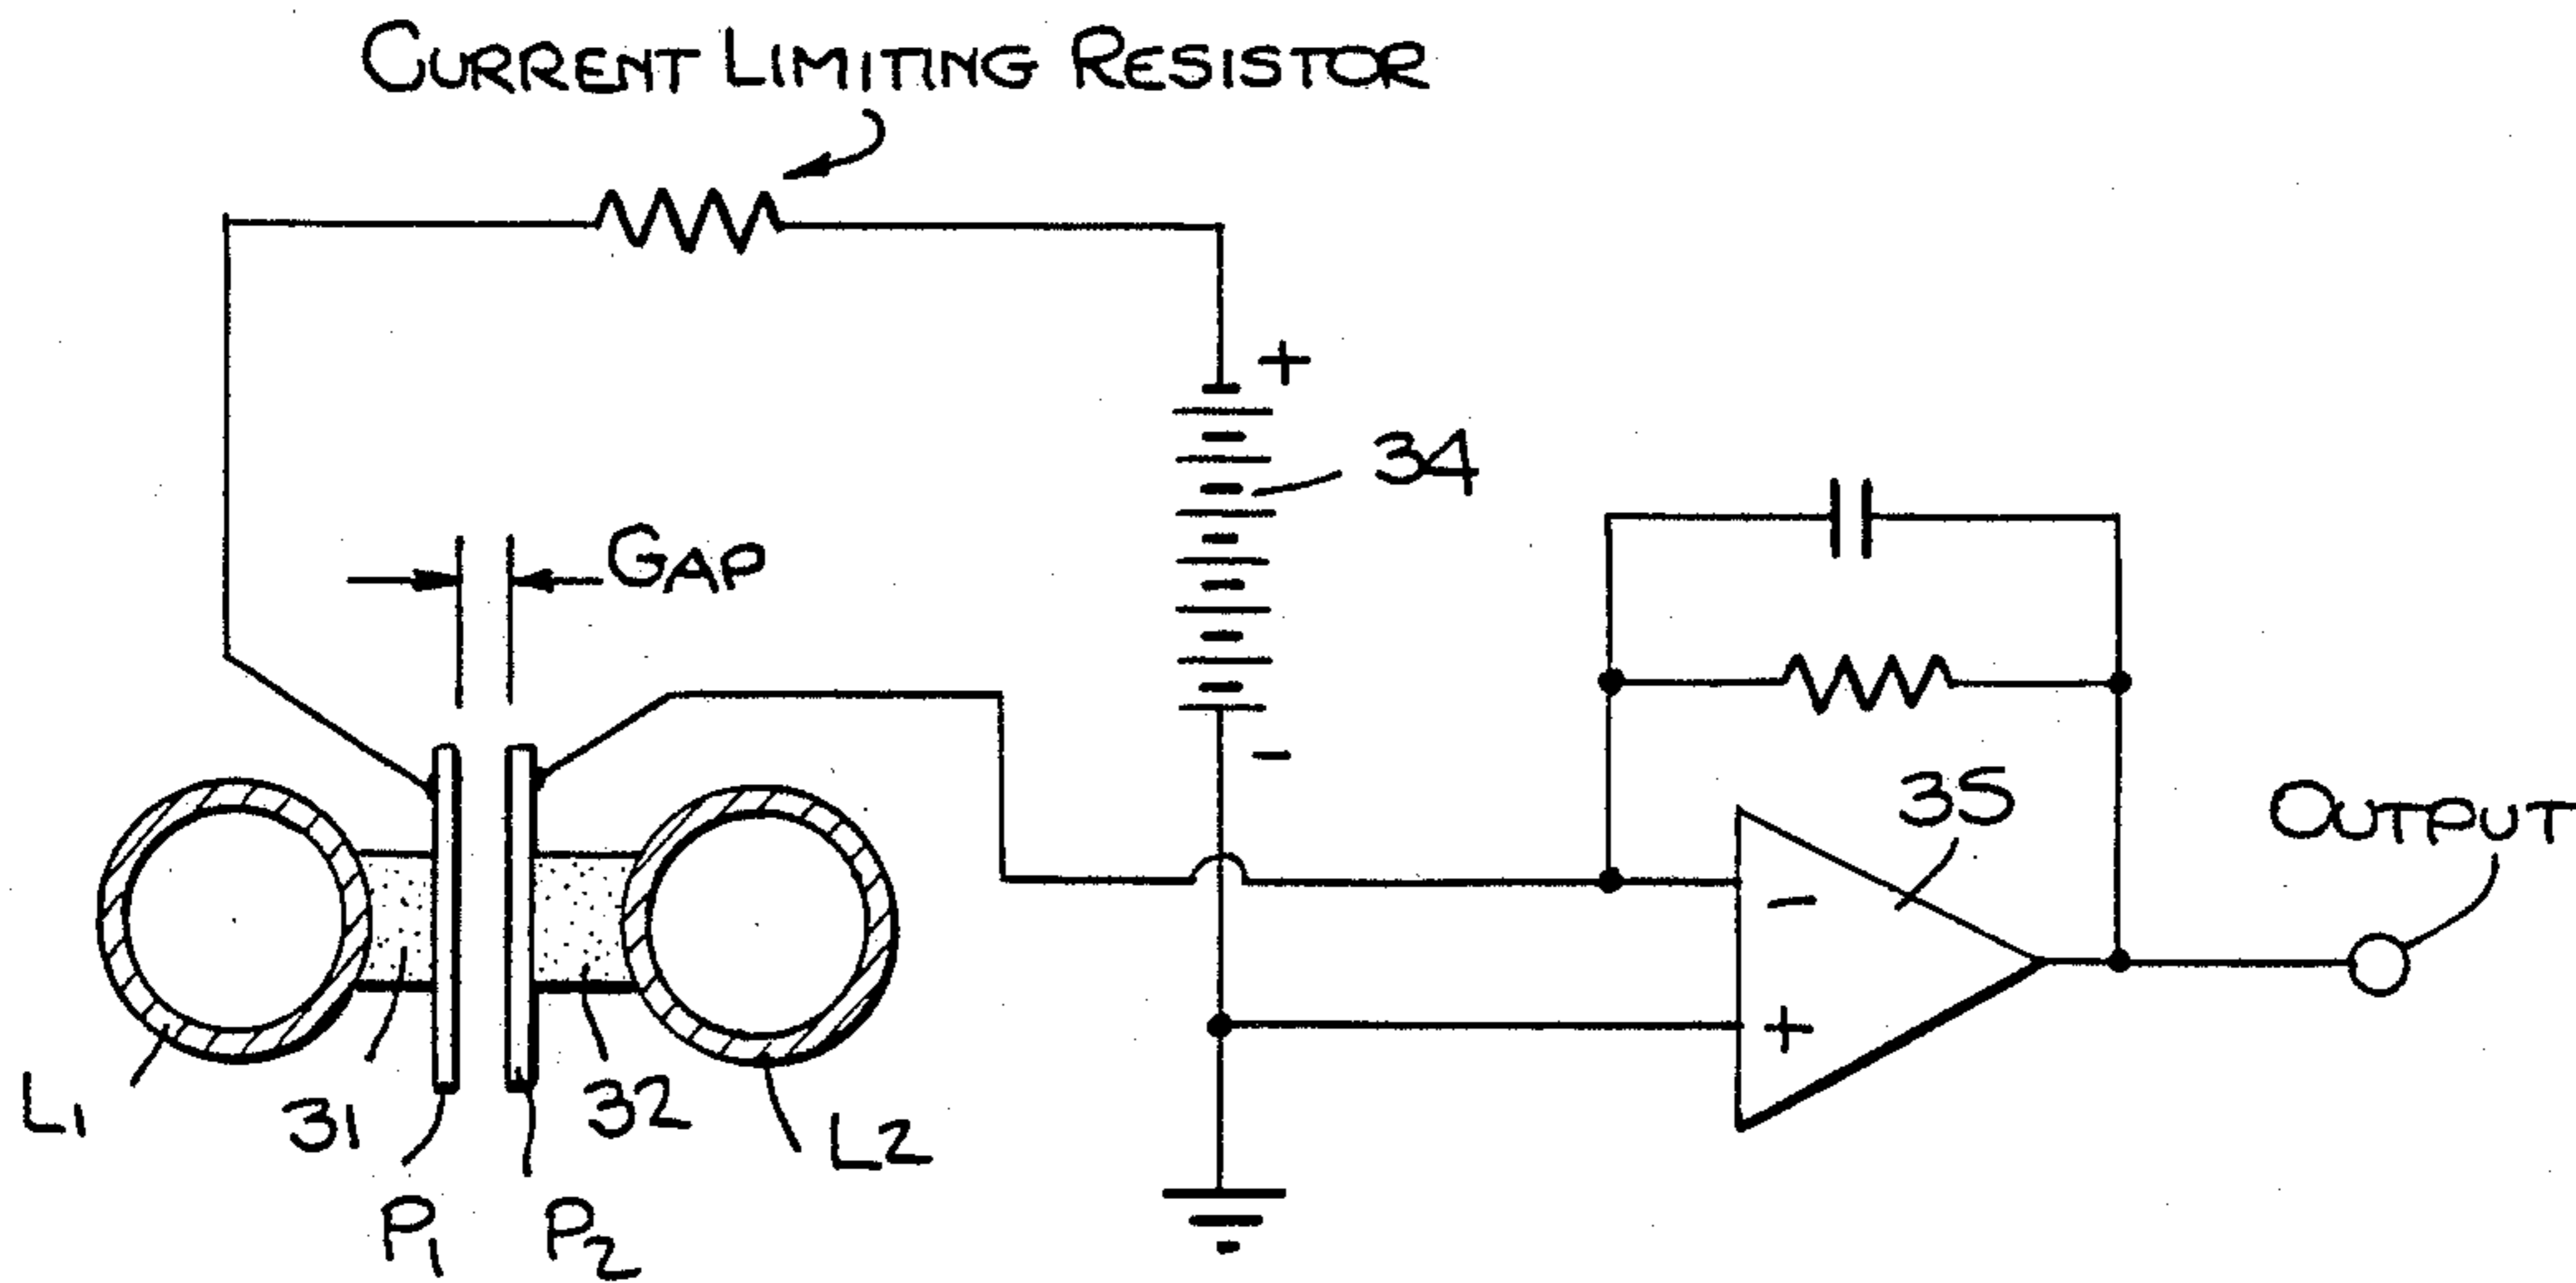 CURRENT LIMITING RESISTOR
+
34
GAP
-
35
OUTPUT
-
+
L1
31
32
L2
P1
P2